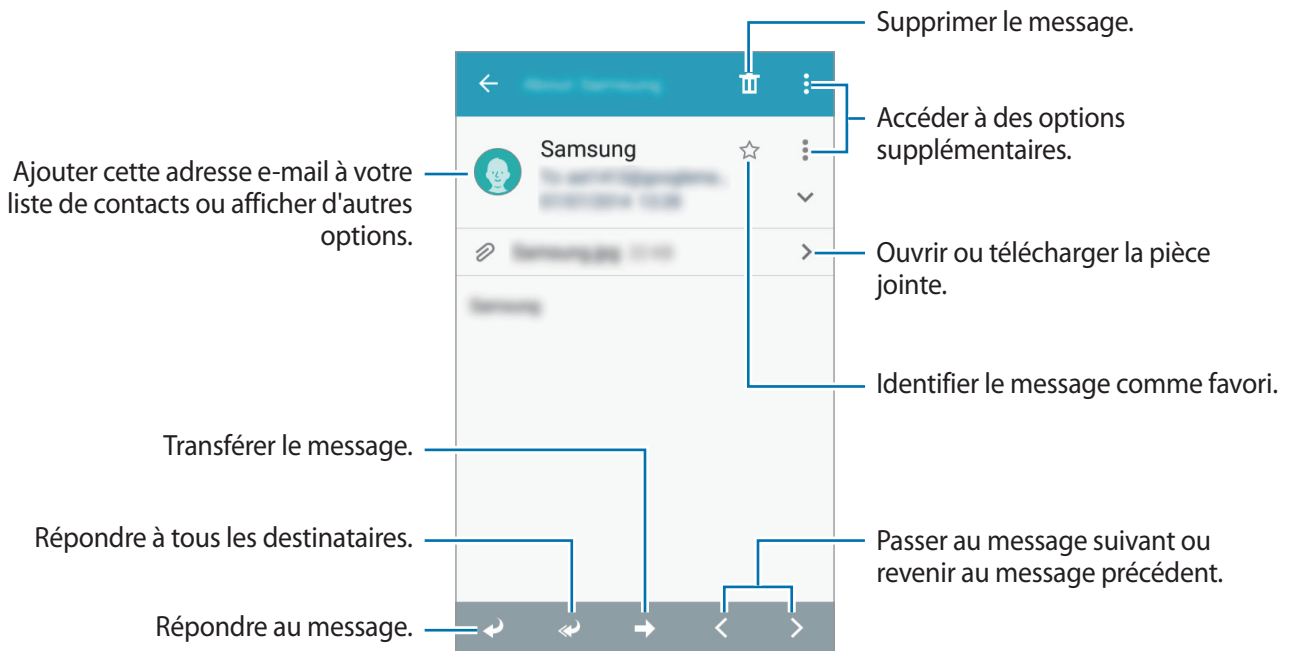 Supprimer le message.
Accéder à des options
supplémentaires.
Samsung
Ajouter cette adresse e-mail à votre
liste de contacts ou afficher d'autres
options.
Ouvrir ou télécharger la pièce
jointe.
Identifier le message comme favori.
Transférer le message.
Répondre à tous les destinataires.
Passer au message suivant ou
revenir au message précédent.
Répondre au message.